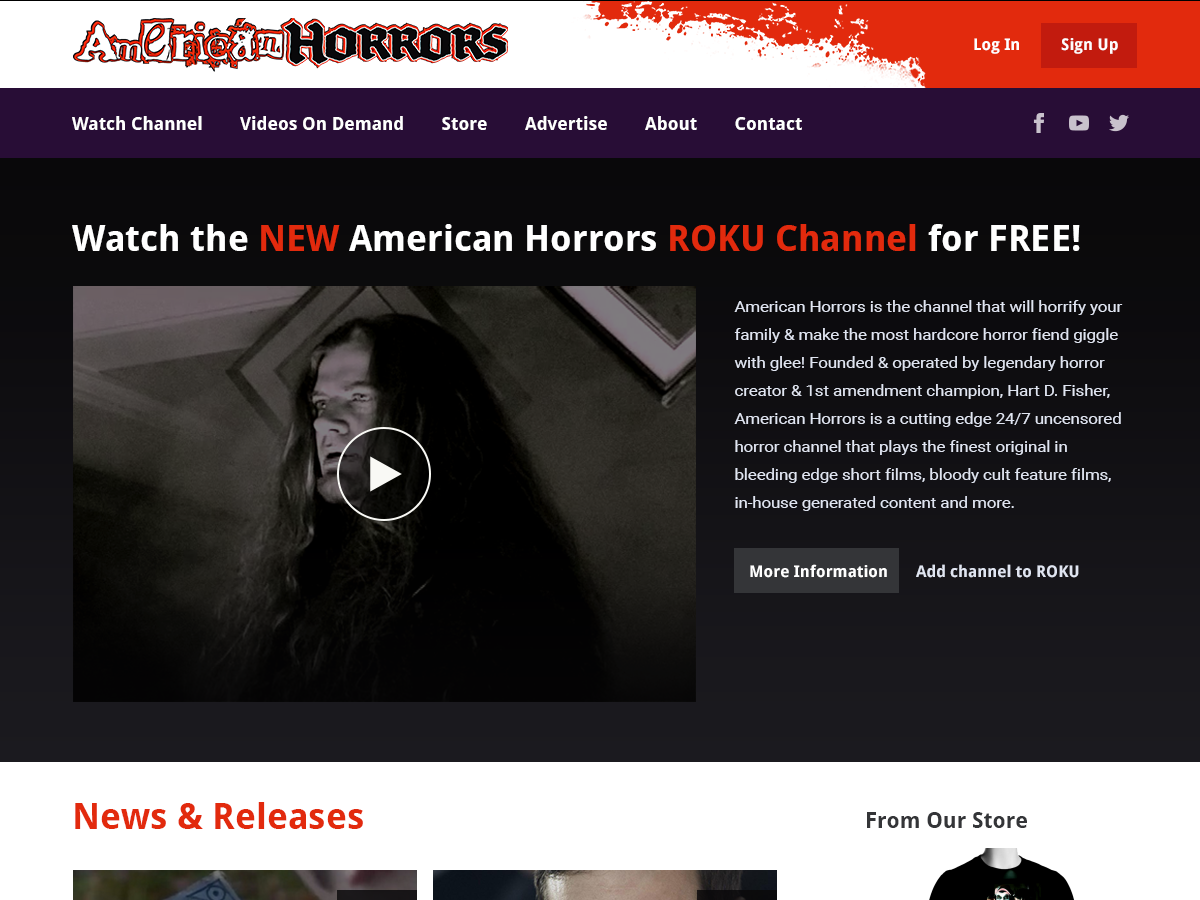 American HORRORS
Log In
Sign Up
Watch Channel
Videos On Demand
Store
Advertise
About
Contact
Watch the NEW American Horrors ROKU Channel for FREE!
American Horrors is the channel that will horrify your
family & make the most hardcore horror fiend giggle
with glee! Founded & operated by legendary horror
creator & 1st amendment champion, Hart D. Fisher,
American Horrors is a cutting edge 24/7 uncensored
horror channel that plays the finest original in
bleeding edge short films, bloody cult feature films,
in-house generated content and more.
More Information
Add channel to ROKU
News & Releases
From Our Store